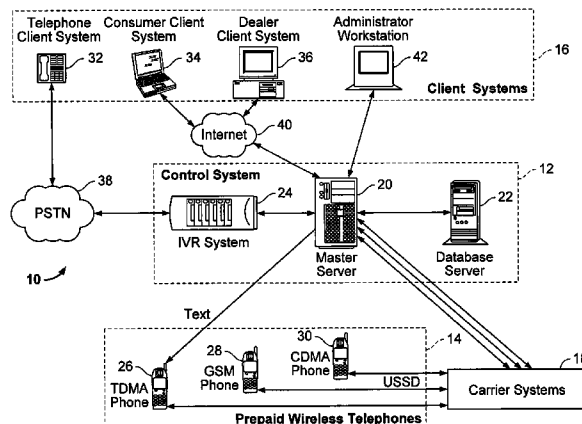 Telephone
Client System
32
Consumer Client
System
34
Dealer
Client System
36
Administrator
Workstation
42
16
Client Systems
Internet
40
38
PSTN
10
Control System
12
24
IVR System
20
Master
Server
22
Database
Server
Text
14
26
TDMA
Phone
28
GSM
Phone
30
CDMA
Phone
USSD
18
Carrier Systems
Prepaid Wireless Telephones